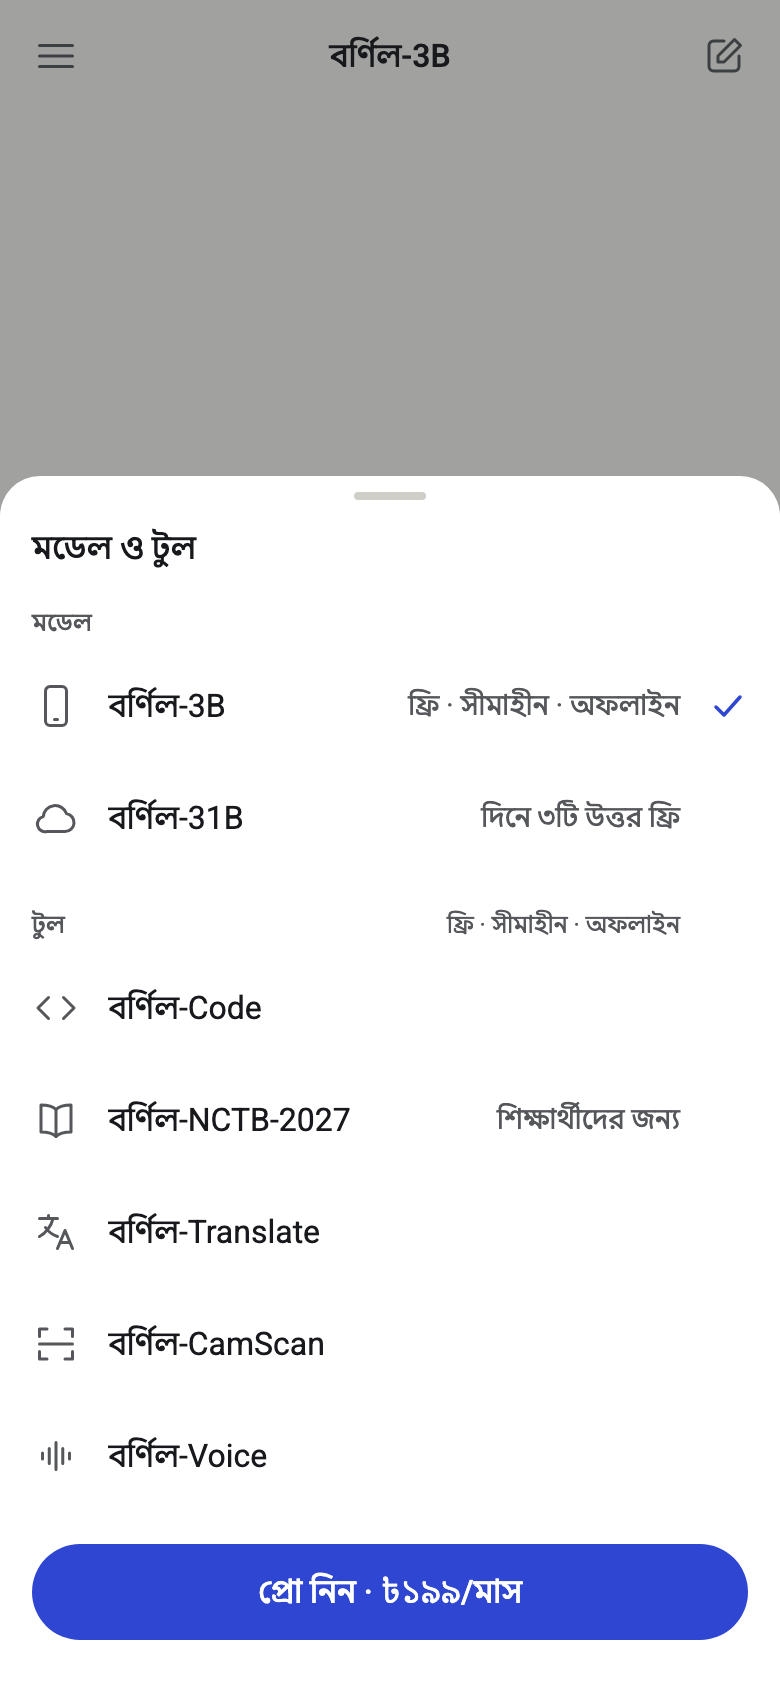 বর্ণিল-3B
মডেল ও টুল
মডেল
বর্ণিল-3B ফ্রি · সীমাহীন · অফলাইন
বর্ণিল-31B দিনে ৩টি উত্তর ফ্রি
টুল ফ্রি · সীমাহীন · অফলাইন
বর্ণিল-Code
বর্ণিল-NCTB-2027 শিক্ষার্থীদের জন্য
বর্ণিল-Translate
বর্ণিল-CamScan
বর্ণিল-Voice
প্রো নিন · ৳১৯৯/মাস